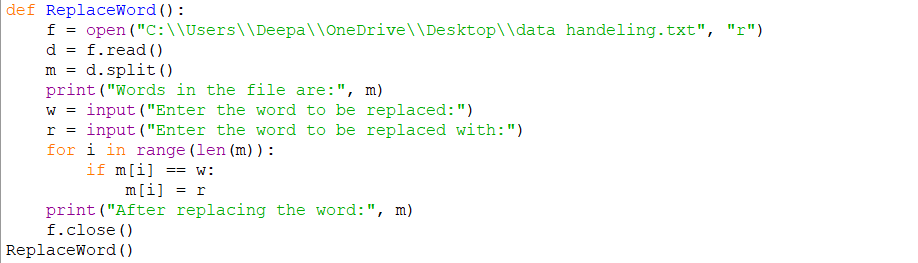 def ReplaceWord():
    f = open("C:\\Users\\Deepa\\OneDrive\\Desktop\\data handeling.txt", "r")
    d = f.read()
    m = d.split()
    print("Words in the file are:", m)
    w = input("Enter the word to be replaced:")
    r = input("Enter the word to be replaced with:")
    for i in range(len(m)):
        if m[i] == w:
            m[i] = r
    print("After replacing the word:", m)
    f.close()
ReplaceWord()